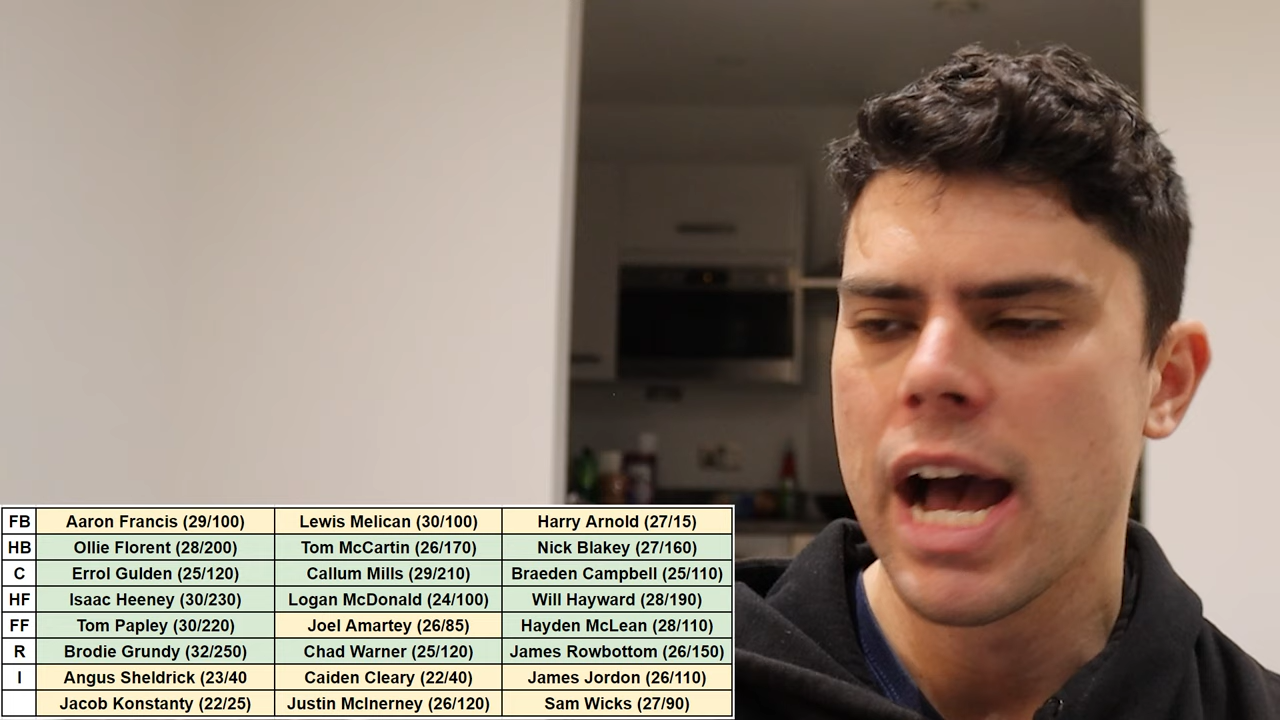 FB Aaron Francis (29/100) Lewis Melican (30/100) Harry Arnold (27/15)
HB Ollie Florent (28/200) Tom McCartin (26/170) Nick Blakey (27/160)
C Errol Gulden (25/120) Callum Mills (29/210) Braeden Campbell (25/110)
HF Isaac Heeney (30/230) Logan McDonald (24/100) Will Hayward (28/190)
FF Tom Papley (30/220) Joel Amartey (26/85) Hayden McLean (28/110)
R Brodie Grundy (32/250) Chad Warner (25/120) James Rowbottom (26/150)
I Angus Sheldrick (23/40 Caiden Cleary (22/40) James Jordon (26/110)
Jacob Konstanty (22/25) Justin McInerney (26/120) Sam Wicks (27/90)